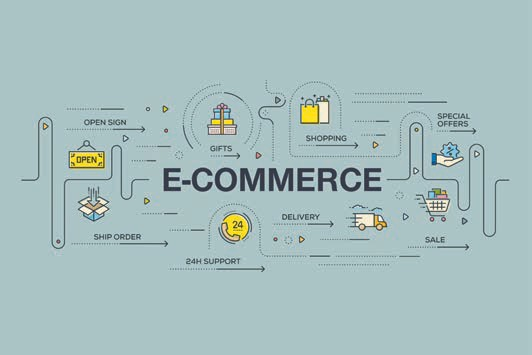 SPECIAL
OFFERS
OPEN SIGN
SHOPPING
GIFTS
OPEN
E-COMMERCE
24
DELIVERY
SHIP ORDER
SALE
24H SUPPORT